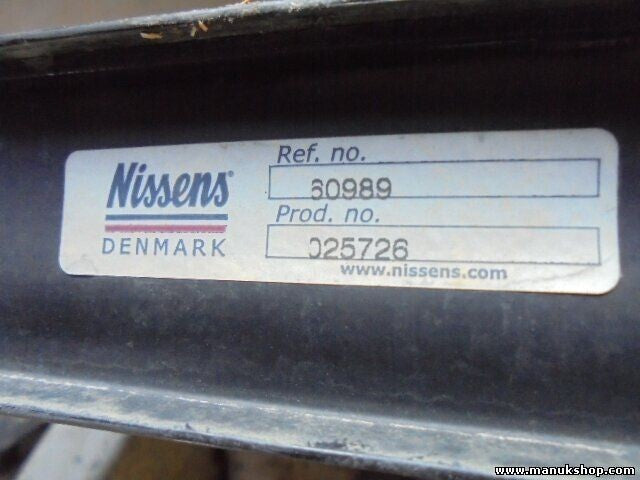 Nissens®
DENMARK
Ref. no.
60989
Prod. no.
025726
www.nissens.com
www.manukshop.com